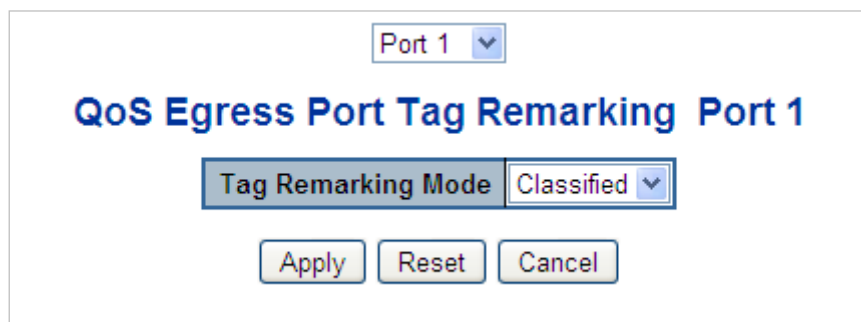 Port 1
QoS Egress Port Tag Remarking Port 1
Tag Remarking Mode Classified
Apply Reset Cancel